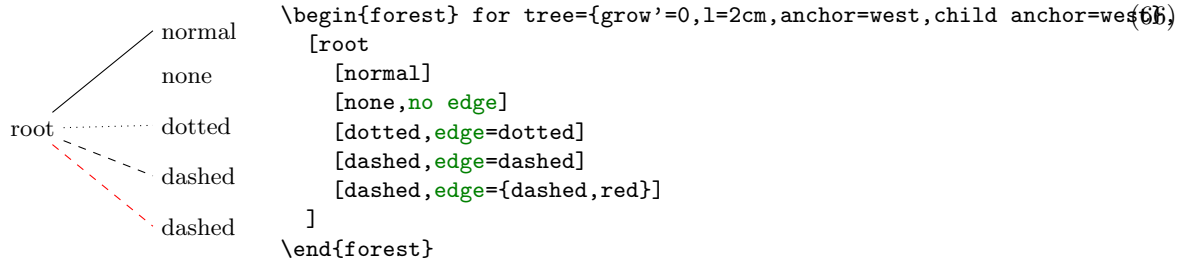 normal
none
root
dotted
dashed
dashed
\begin{forest} for tree={grow'=0,l=2cm,anchor=west,child anchor=west},
(66)
[root
[normal]
[none,no edge]
[dotted,edge=dotted]
[dashed,edge=dashed]
[dashed,edge={dashed,red}]
]
\end{forest}